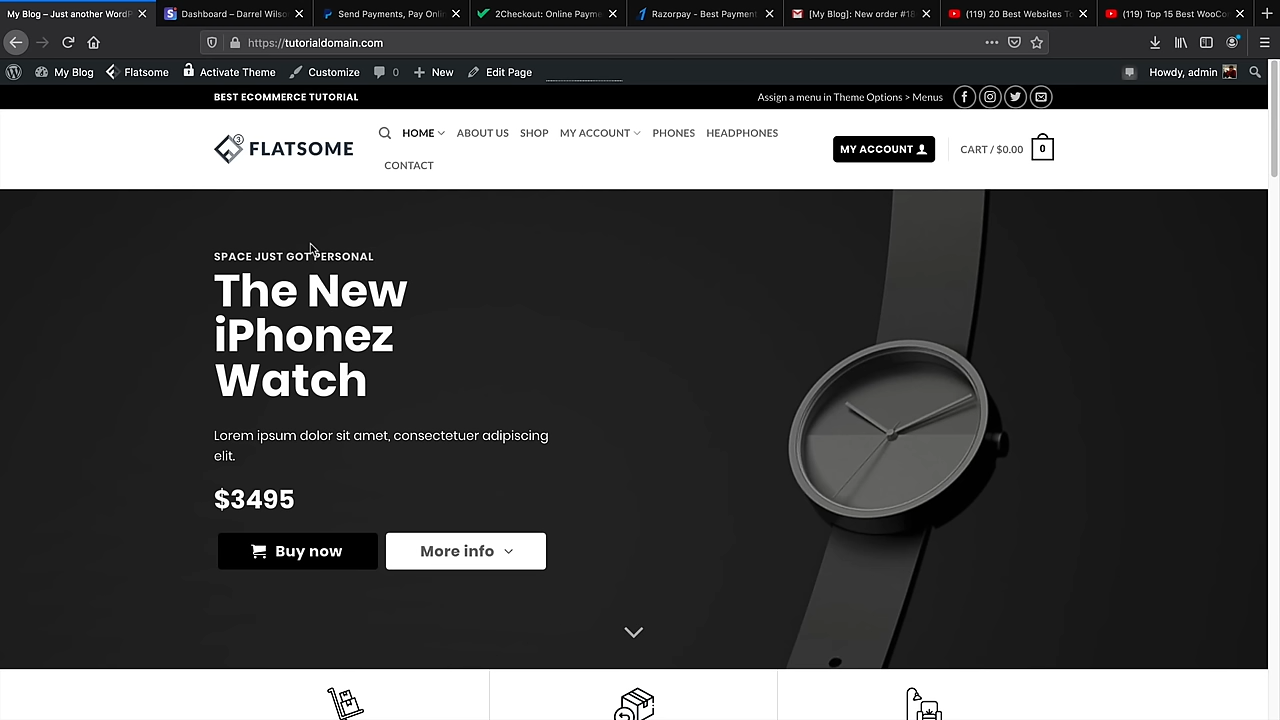 My Blog – Just another WordP
Dashboard – Darrel Wilso
Send Payments, Pay Onli
2Checkout: Online Payme
Razorpay - Best Payment
[My Blog]: New order #18
(119) 20 Best Websites To
(119) Top 15 Best WooCo
https://tutorialdomain.com
My Blog
Flatsome
Activate Theme
Customize
0
New
Edit Page
Howdy, admin
BEST ECOMMERCE TUTORIAL
Assign a menu in Theme Options > Menus
3
FLATSOME
HOME
ABOUT US
SHOP
MY ACCOUNT
PHONES
HEADPHONES
CONTACT
MY ACCOUNT
CART / $0.00
0
SPACE JUST GOT PERSONAL
The New
iPhonez
Watch
Lorem ipsum dolor sit amet, consectetuer adipiscing
elit.
$3495
Buy now
More info